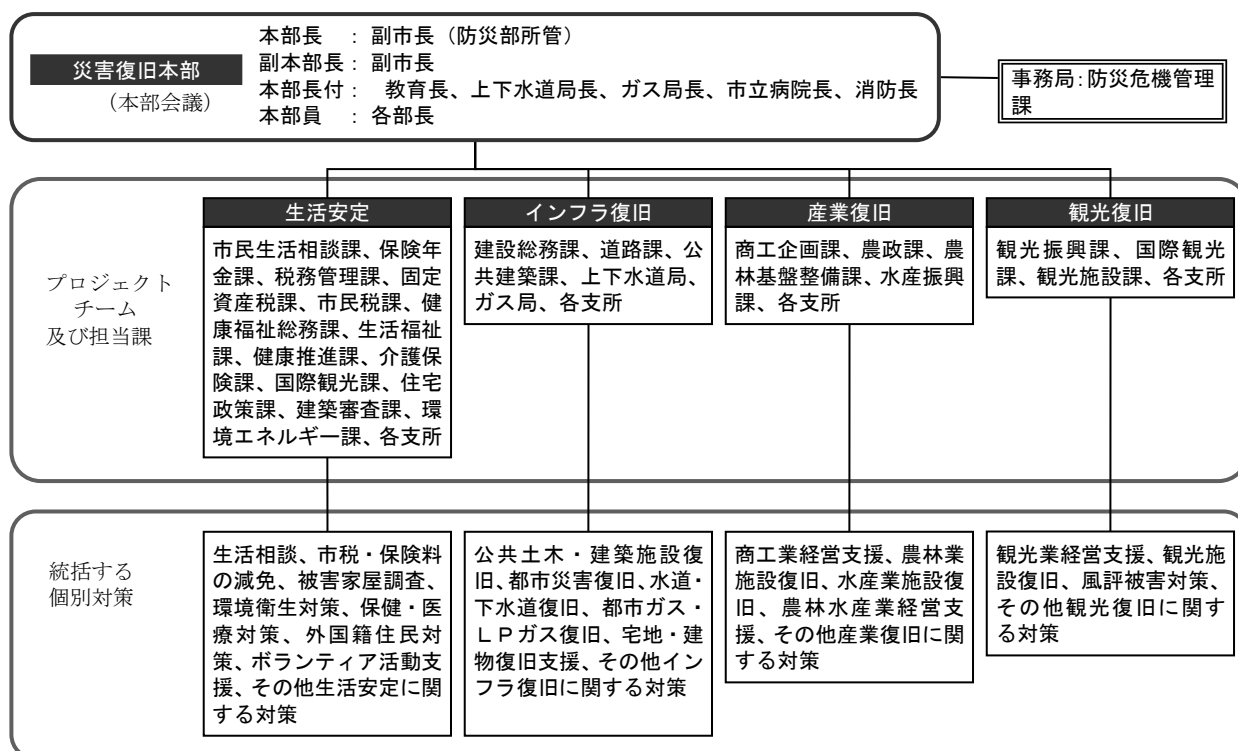 災害復旧本部
（本部会議）
本部長　：副市長（防災部所管）
副本部長：副市長
本部長付：　教育長、上下水道局長、ガス局長、市立病院長、消防長
本部員　：各部長
事務局：防災危機管理
課
プロジェクト
チーム
及び担当課
生活安定
市民生活相談課、保険年
金課、税務管理課、固定
資産税課、市民税課、健
康福祉総務課、生活福祉
課、健康推進課、介護保
険課、国際観光課、住宅
政策課、建築審査課、環
境エネルギー課、各支所
インフラ復旧
建設総務課、道路課、公
共建築課、上下水道局、
ガス局、各支所
産業復旧
商工企画課、農政課、農
林基盤整備課、水産振興
課、各支所
観光復旧
観光振興課、国際観光
課、観光施設課、各支所
統括する
個別対策
生活相談、市税・保険料
の減免、被害家屋調査、
環境衛生対策、保健・医
療対策、外国籍住民対
策、ボランティア活動支
援、その他生活安定に関
する対策
公共土木・建築施設復
旧、都市災害復旧、水道・
下水道復旧、都市ガス・
ＬＰガス復旧、宅地・建
物復旧支援、その他イン
フラ復旧に関する対策
商工業経営支援、農林業
施設復旧、水産業施設復
旧、農林水産業経営支
援、その他産業復旧に関
する対策
観光業経営支援、観光施
設復旧、風評被害対策、
その他観光復旧に関す
る対策